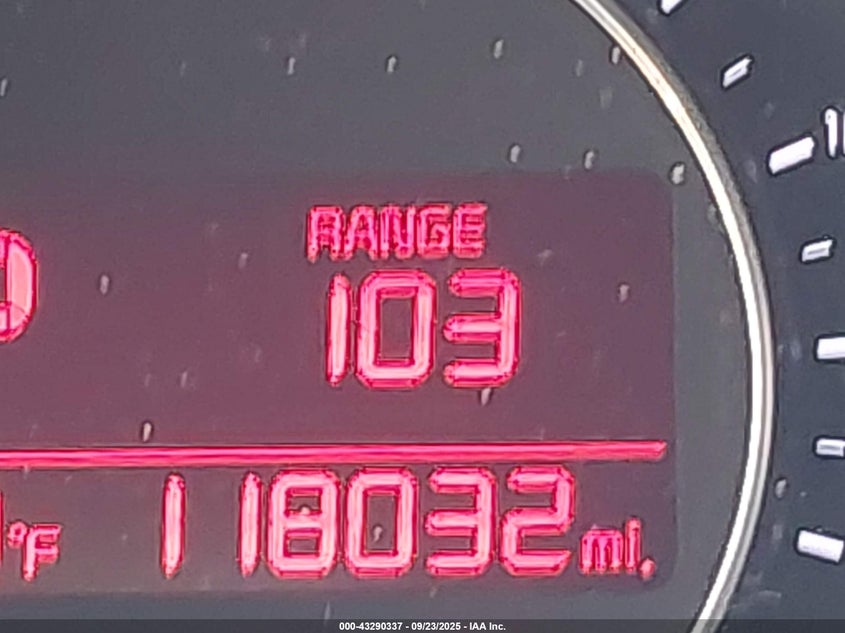 RANGE
103
°F 118032 mi.
000-43290337 - 09/23/2025 - IAA Inc.